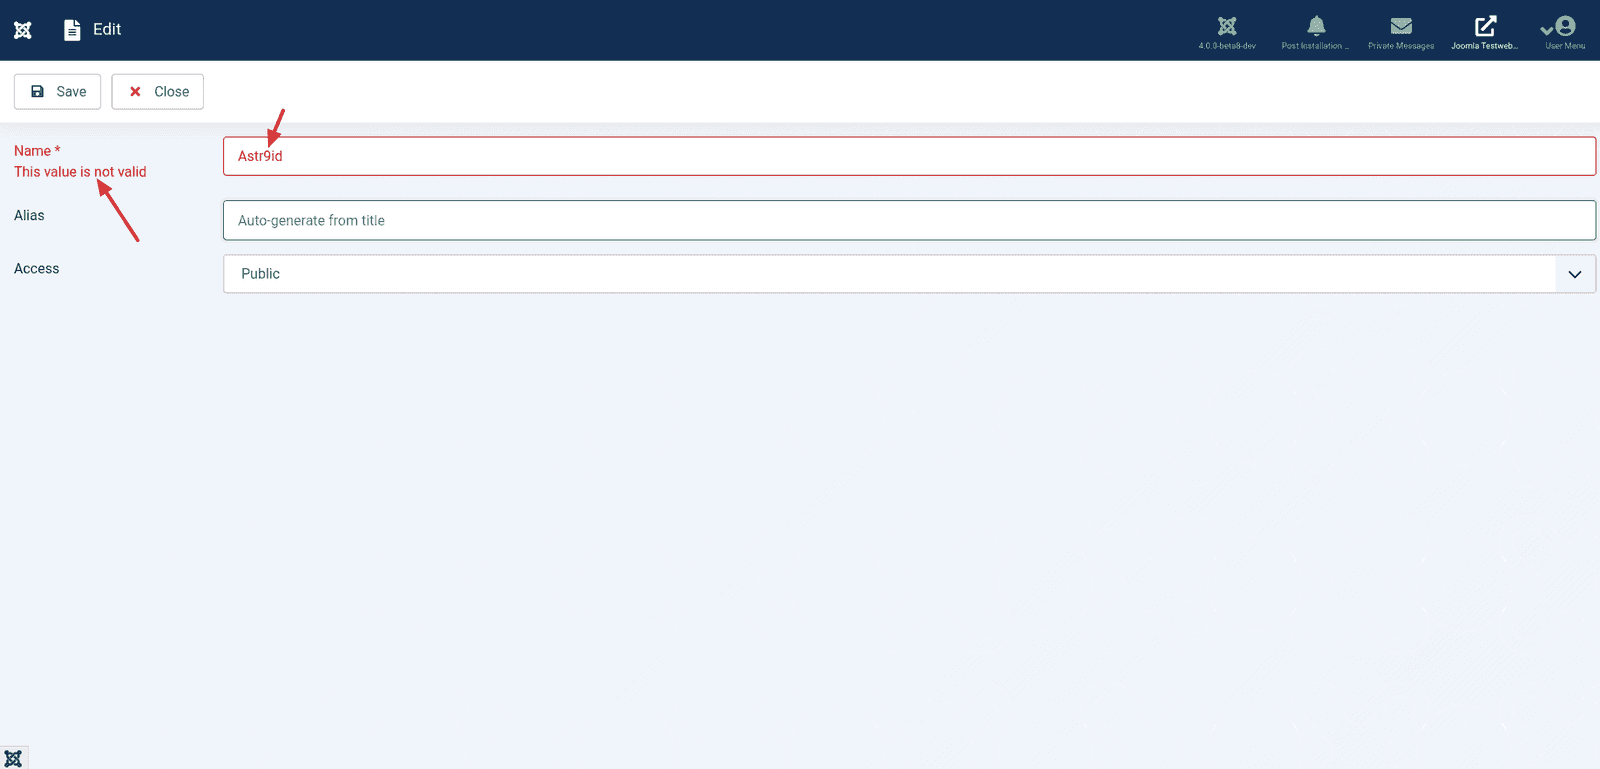 Edit
4.0.0-beta8-dev
Post Installation ...
Private Messages
Joomla Testweb...
User Menu
Save
Close
Name *
Astr9id
This value is not valid
Alias
Auto-generate from title
Access
Public